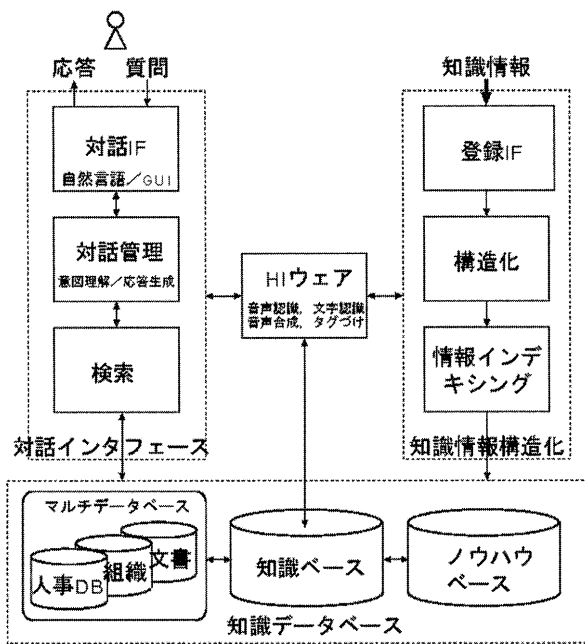 応答 質問
対話IF
自然言語／GUI
対話管理
意図理解／応答生成
検索
対話インタフェース
HIウェア
音声認識，文字認識
音声合成，タグづけ
知識情報
登録IF
構造化
情報インデ
キシング
知識情報構造化
マルチデータベース
人事DB
組織
文書
知識ベース
ノウハウ
ベース
知識データベース